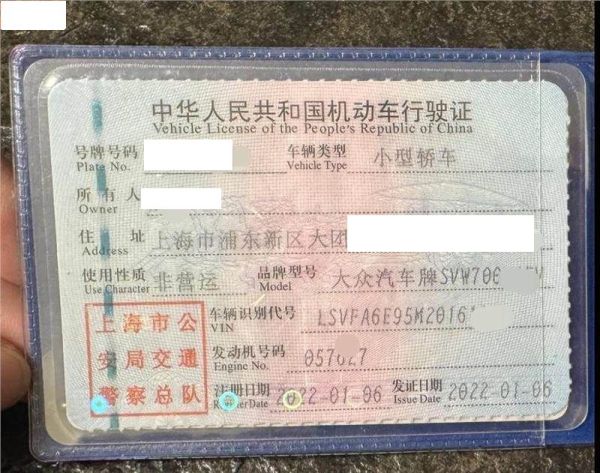 中华人民共和国机动车行驶证
Vehicle License of the People's Republic of China
号牌号码 车辆类型 小型轿车
Plate No. Vehicle Type
所有人
Owner
住址 上海市浦东新区大团
Address
使用性质 非营运 品牌型号 大众汽车牌SVW706
Use Character Model
上海市公 车辆识别代号 LSVFA6E95M2016
VIN
安局交通 发动机号码
Engine No.
警察总队 注册日期 2022-01-06 发证日期 2022-01-06
Register Date Issue Date